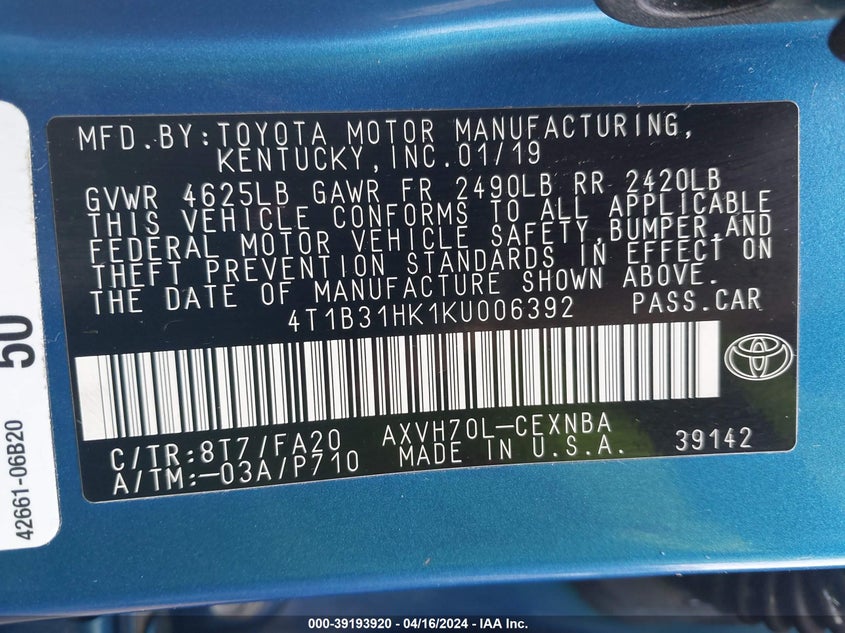 MFD.BY:TOYOTA MOTOR MANUFACTURING,
KENTUCKY,INC.01/19
GVWR 4625LB GAWR FR 2490LB RR 2420LB
THIS VEHICLE CONFORMS TO ALL APPLICABLE
FEDERAL MOTOR VEHICLE SAFETY,BUMPER,AND
THEFT PREVENTION STANDARDS IN EFFECT ON
THE DATE OF MANUFACTURE SHOWN ABOVE.
4T1B31HK1KU006392 PASS.CAR
C/TR:8T7/FA20 AXVH70L-CEXNBA
A/TM:-03A/P710 MADE IN U.S.A. 39142
50
42661-06B20
000-39193920 - 04/16/2024 - IAA Inc.